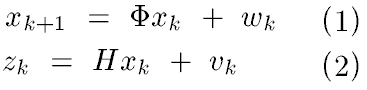 x_{k+1} = Φx_k + w_k (1)
z_k = Hx_k + v_k (2)